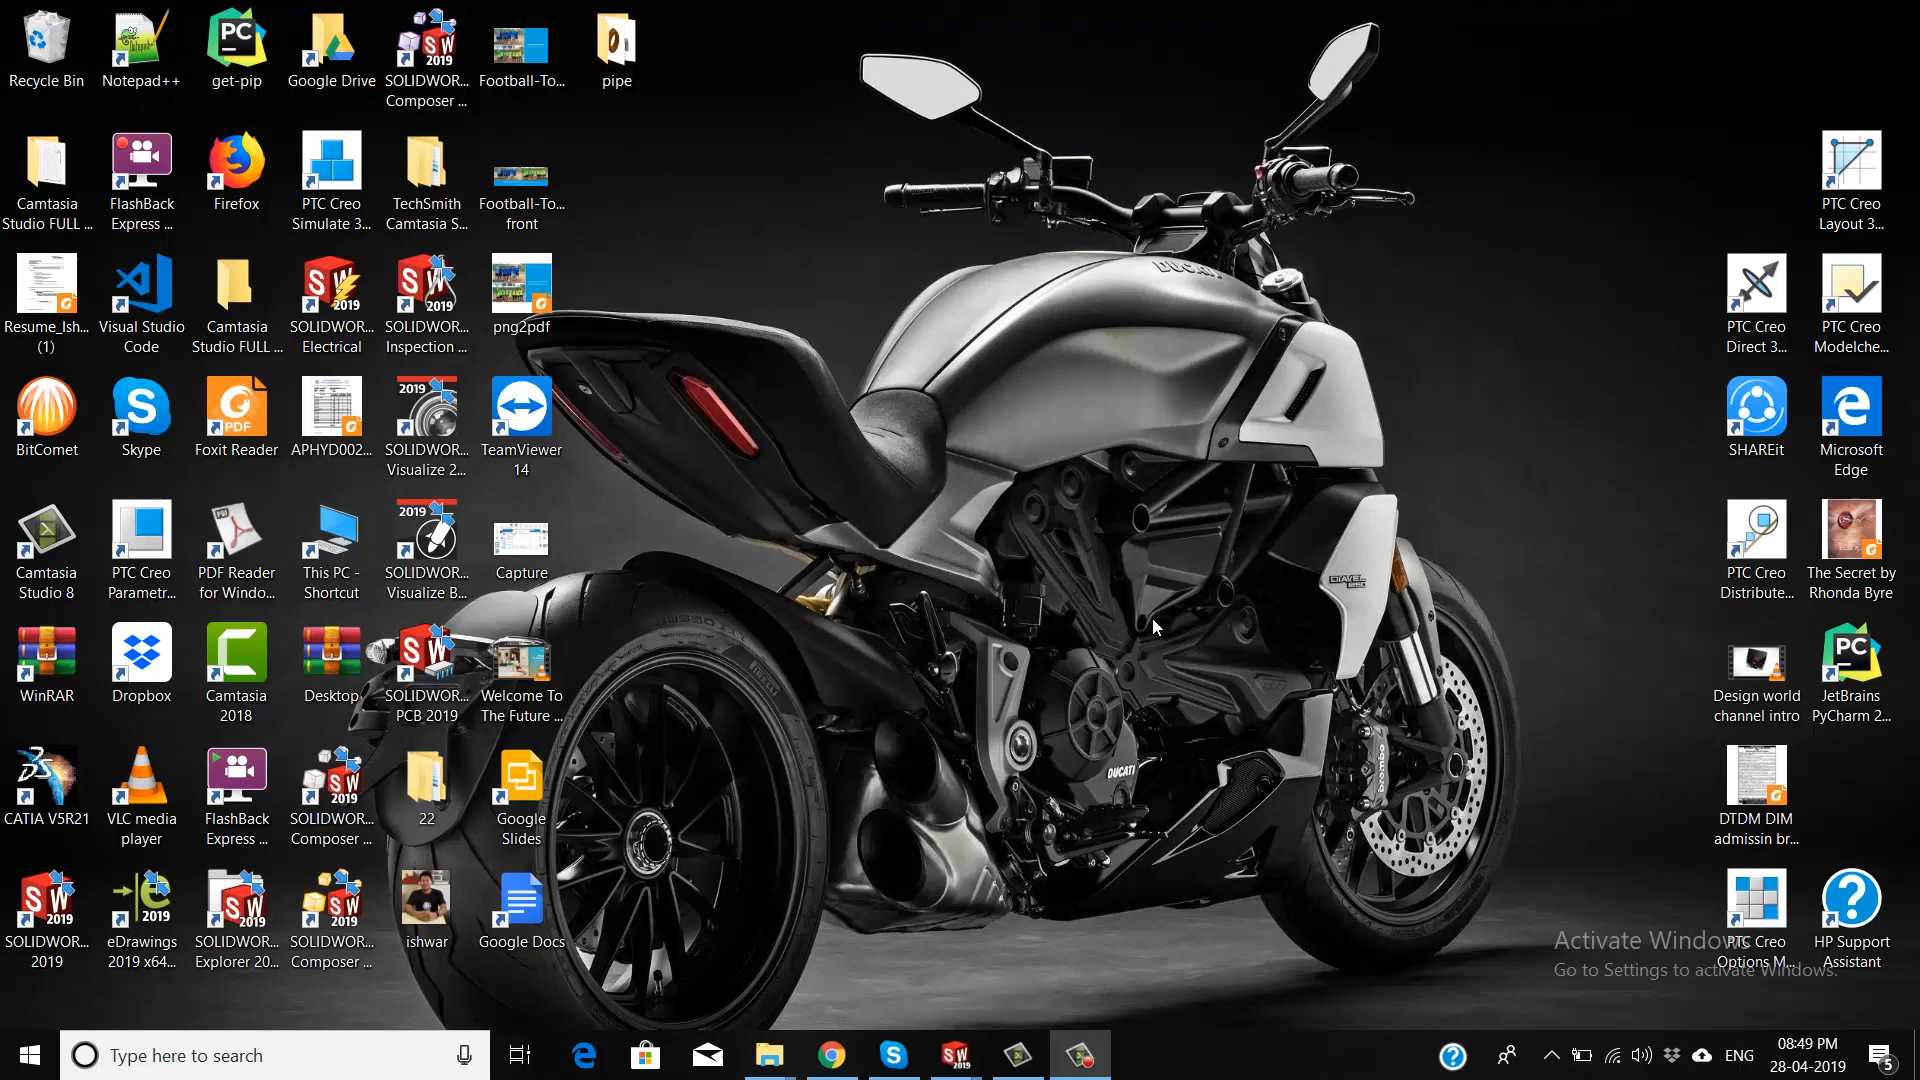 Recycle Bin
Notepad++
get-pip
Google Drive
SOLIDWOR...
Composer ...
Football-To...
pipe
Camtasia
Studio FULL ...
FlashBack
Express ...
Firefox
PTC Creo
Simulate 3...
TechSmith
Camtasia S...
Football-To...
front
PTC Creo
Layout 3...
Resume_Ish...
(1)
Visual Studio
Code
Camtasia
Studio FULL ...
SOLIDWOR...
Electrical
SOLIDWOR...
Inspection ...
png2pdf
PTC Creo
Direct 3...
PTC Creo
Modelche...
BitComet
Skype
Foxit Reader
APHYD002...
SOLIDWOR...
Visualize 2...
TeamViewer
14
SHAREit
Microsoft
Edge
Camtasia
Studio 8
PTC Creo
Parametr...
PDF Reader
for Windo...
This PC -
Shortcut
SOLIDWOR...
Visualize B...
Capture
PTC Creo
Distribute...
The Secret by
Rhonda Byre
WinRAR
Dropbox
Camtasia
2018
Desktop
SOLIDWOR...
PCB 2019
Welcome To
The Future ...
Design world
channel intro
JetBrains
PyCharm 2...
CATIA V5R21
VLC media
player
FlashBack
Express ...
SOLIDWOR...
Composer ...
22
Google
Slides
DTDM DIM
admissin br...
SOLIDWOR...
2019
eDrawings
2019 x64...
SOLIDWOR...
Explorer 20...
SOLIDWOR...
Composer ...
ishwar
Google Docs
PTC Creo
Options M...
HP Support
Assistant
DUCATI
DIAVEL
1260
DUCATI
brembo
PIRELLI
Activate Windows
Go to Settings to activate Windows.
Type here to search
ENG
08:49 PM
28-04-2019
5